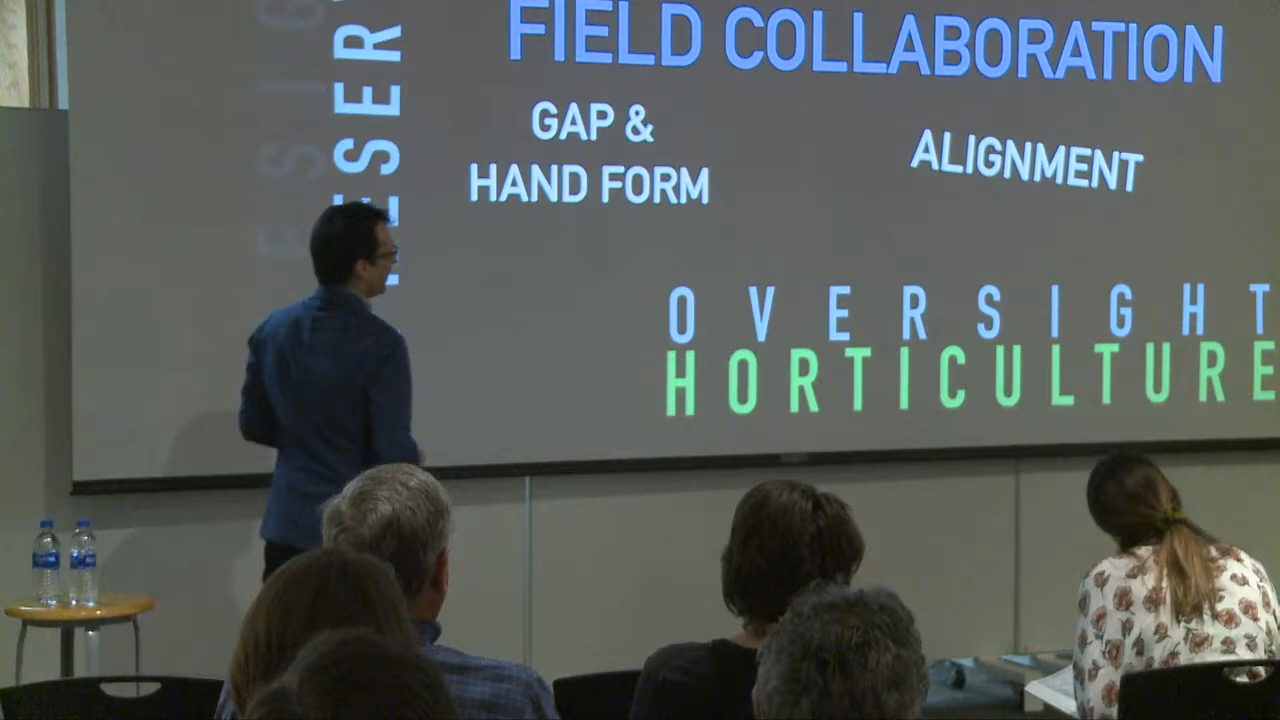 FIELD COLLABORATION
GAP &
HAND FORM
ALIGNMENT
OVERSIGHT
HORTICULTURE